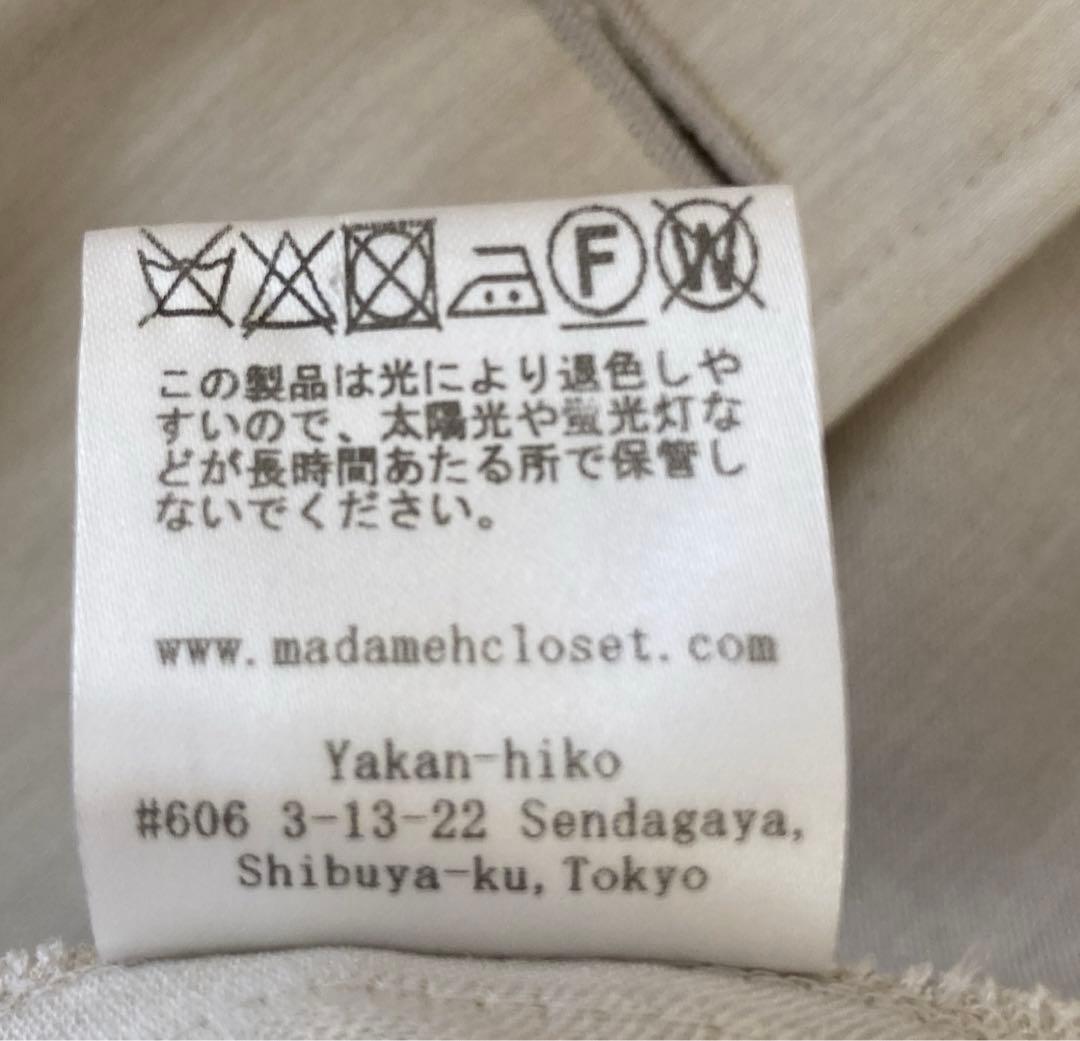 F W
この製品は光により退色しや
すいので、太陽光や蛍光灯な
どが長時間あたる所で保管し
ないでください。
www.madamehcloset.com
Yakan-hiko
#606 3-13-22 Sendagaya,
Shibuya-ku, Tokyo